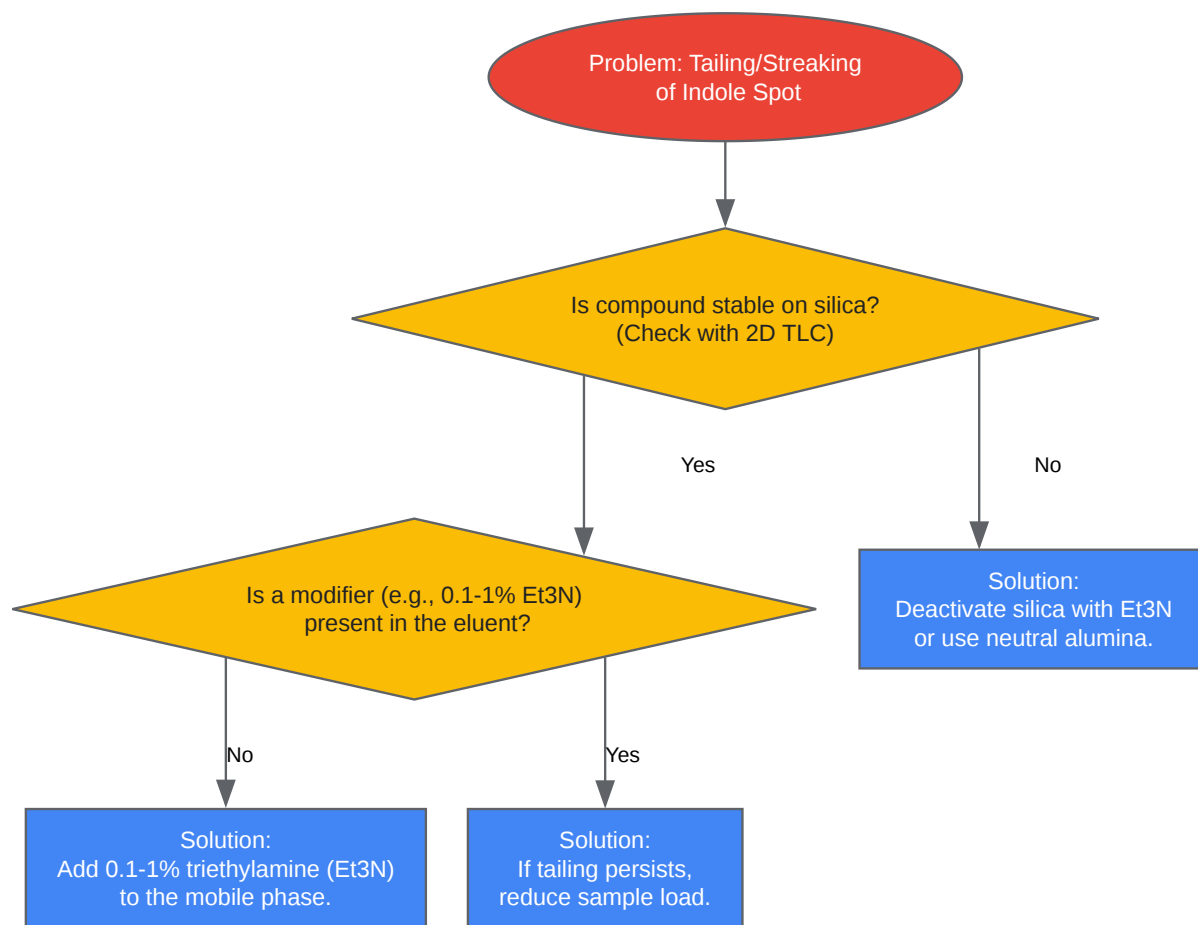 Problem: Tailing/Streaking
of Indole Spot
Is compound stable on silica?
(Check with 2D TLC)
Yes
No
Is a modifier (e.g., 0.1-1% Et3N)
present in the eluent?
Solution:
Deactivate silica with Et3N
or use neutral alumina.
No
Yes
Solution:
Add 0.1-1% triethylamine (Et3N)
to the mobile phase.
Solution:
If tailing persists,
reduce sample load.